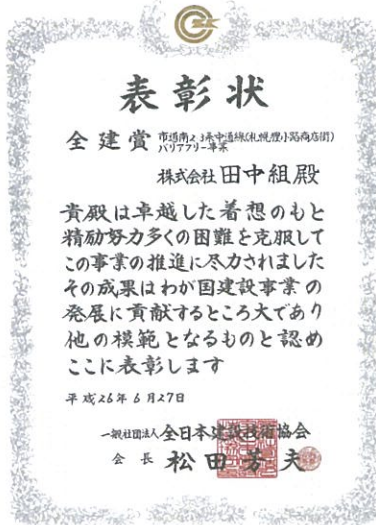 表彰状
全建賞 市道南2・3条中通線(札幌狸小路商店街)
バリアフリー事業
株式会社 田中組殿
貴殿は卓越した着想のもと
精励努力多くの困難を克服して
この事業の推進に尽力されました
その成果はわが国建設事業の
発展に貢献するところ大であり
他の模範となるものと認め
ここに表彰します
平成26年6月27日
一般社団法人 全日本建設技術協会
会長 松田芳夫